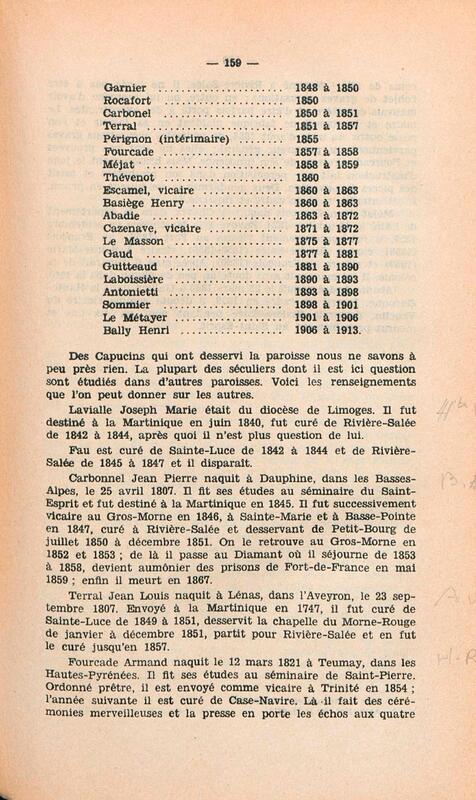 — 159 —
Garnier ........................ 1848 à 1850
Rocafort ........................ 1850
Carbonel ........................ 1850 à 1851
Terral ........................ 1851 à 1857
Pérignon (intérimaire) ........ 1855
Fourcade ........................ 1857 à 1858
Méjat ........................ 1858 à 1859
Thévenot ........................ 1860
Escamel, vicaire ................ 1860 à 1863
Basiège Henry ................ 1860 à 1863
Abadie ........................ 1863 à 1872
Cazenave, vicaire ............ 1871 à 1872
Le Masson .................... 1875 à 1877
Gaud ........................ 1877 à 1881
Guitteaud .................... 1881 à 1890
Laboissière .................... 1890 à 1893
Antonietti .................... 1893 à 1898
Sommier .................... 1898 à 1901
Le Métayer .................... 1901 à 1906
Bally Henri .................... 1906 à 1913.
Des Capucins qui ont desservi la paroisse nous ne savons à
peu près rien. La plupart des séculiers dont il est ici question
sont étudiés dans d'autres paroisses. Voici les renseignements
que l'on peut donner sur les autres.
Lavialle Joseph Marie était du diocèse de Limoges. Il fut
destiné à la Martinique en juin 1840, fut curé de Rivière-Salée
de 1842 à 1844, après quoi il n'est plus question de lui.
Fau est curé de Sainte-Luce de 1842 à 1844 et de Rivière-
Salée de 1845 à 1847 et il disparaît.
Carbonnel Jean Pierre naquit à Dauphine, dans les Basses-
Alpes, le 25 avril 1807. Il fit ses études au séminaire du Saint-
Esprit et fut destiné à la Martinique en 1845. Il fut successivement
vicaire au Gros-Morne en 1846, à Sainte-Marie et à Basse-Pointe
en 1847, curé à Rivière-Salée et desservant de Petit-Bourg de
juillet 1850 à décembre 1851. On le retrouve au Gros-Morne en
1852 et 1853 ; de là il passe au Diamant où il séjourne de 1853
à 1858, devient aumônier des prisons de Fort-de-France en mai
1859 ; enfin il meurt en 1867.
Terral Jean Louis naquit à Lénas, dans l'Aveyron, le 23 sep-
tembre 1807. Envoyé à la Martinique en 1747, il fut curé de
Sainte-Luce de 1849 à 1851, desservit la chapelle du Morne-Rouge
de janvier à décembre 1851, partit pour Rivière-Salée et en fut
le curé jusqu'en 1857.
Fourcade Armand naquit le 12 mars 1821 à Teumay, dans les
Hautes-Pyrénées. Il fit ses études au séminaire de Saint-Pierre.
Ordonné prêtre, il est envoyé comme vicaire à Trinité en 1854 ;
l'année suivante il est curé de Case-Navire. Là il fait des céré-
monies merveilleuses et la presse en porte les échos aux quatre